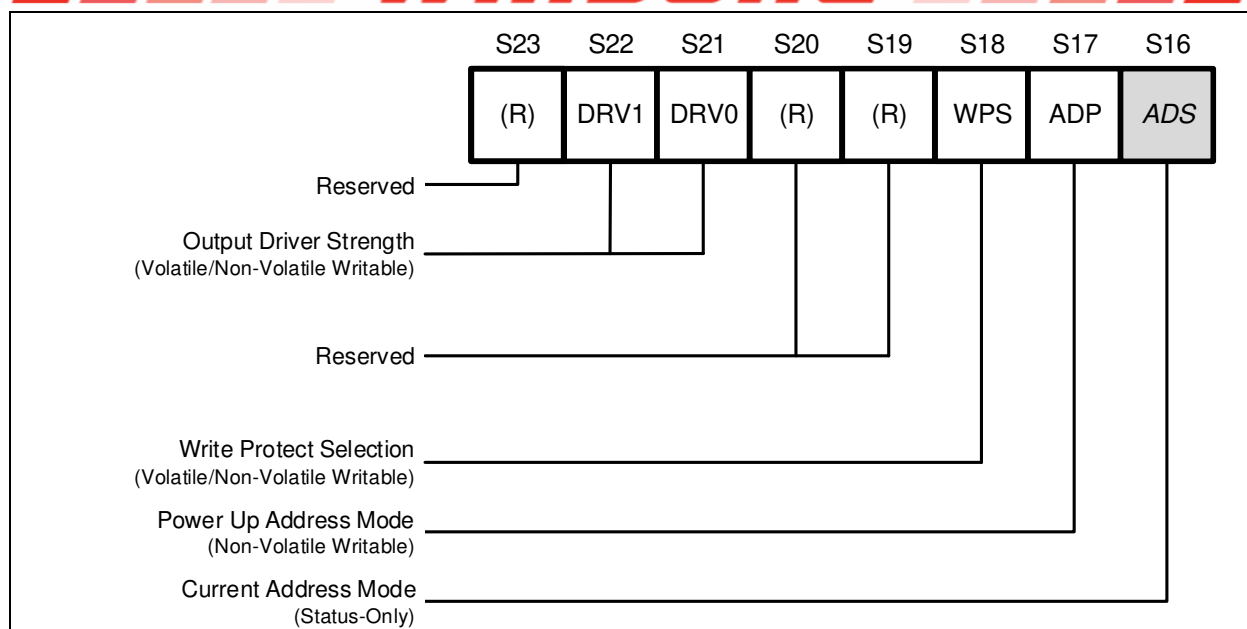 S23 S22 S21 S20 S19 S18 S17 S16
(R) DRV1 DRV0 (R) (R) WPS ADP ADS
Reserved
Output Driver Strength
(Volatile/Non-Volatile Writable)
Reserved
Write Protect Selection
(Volatile/Non-Volatile Writable)
Power Up Address Mode
(Non-Volatile Writable)
Current Address Mode
(Status-Only)